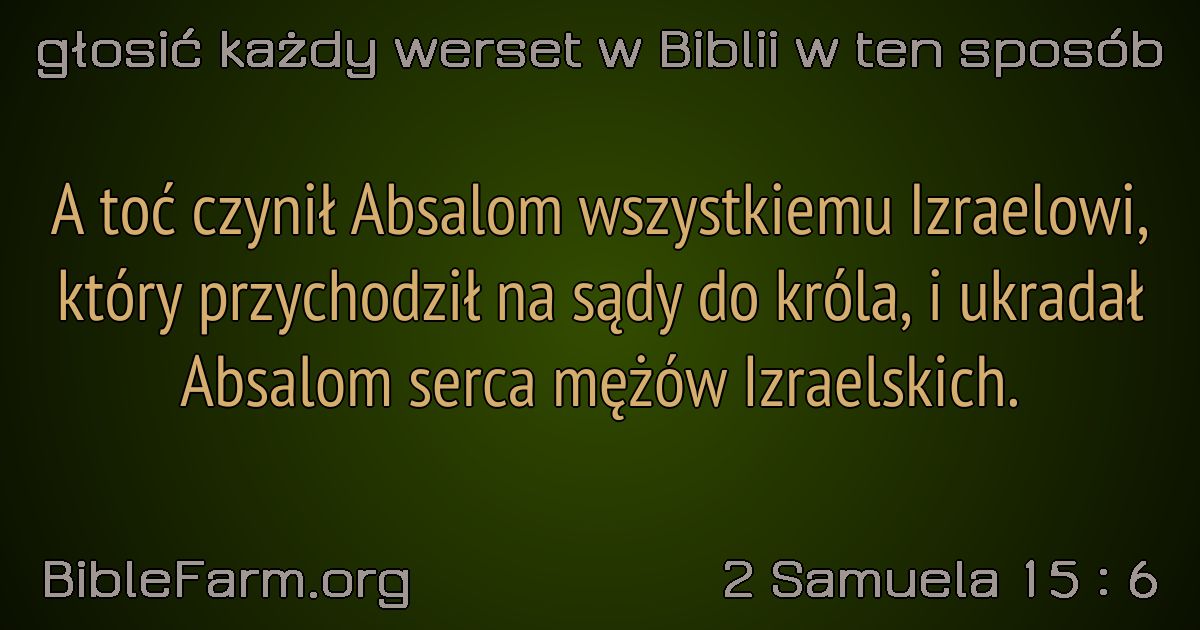 głosić każdy werset w Biblii w ten sposób
A toć czynił Absalom wszystkiemu Izraelowi,
który przychodził na sądy do króla, i ukradał
Absalom serca mężów Izraelskich.
BibleFarm.org
2 Samuela 15 : 6